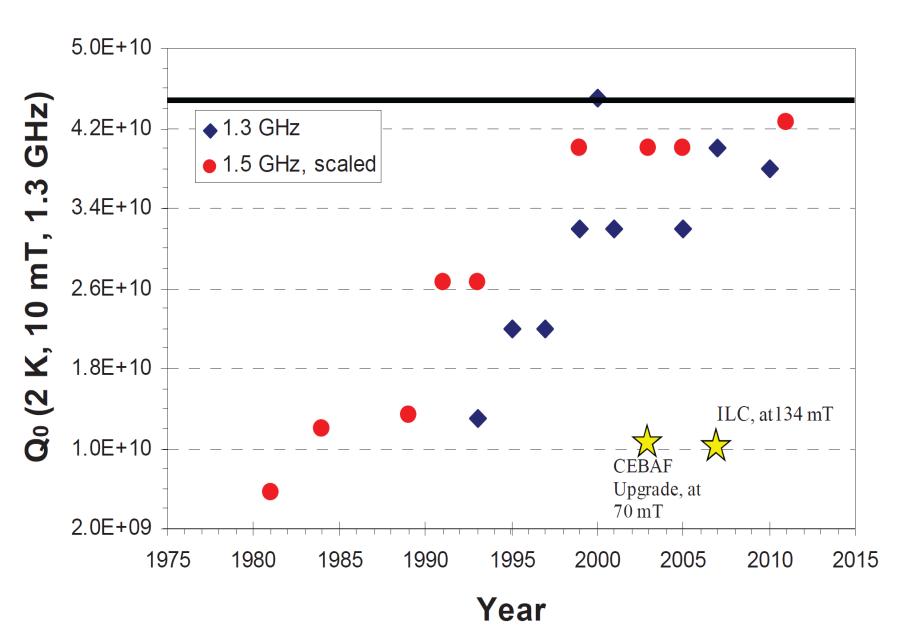 Q0 (2 K, 10 mT, 1.3 GHz)
5.0E+10
4.2E+10
3.4E+10
2.6E+10
1.8E+10
1.0E+10
2.0E+09
1.3 GHz
1.5 GHz, scaled
ILC, at134 mT
CEBAF
Upgrade, at
70 mT
1975 1980 1985 1990 1995 2000 2005 2010 2015
Year